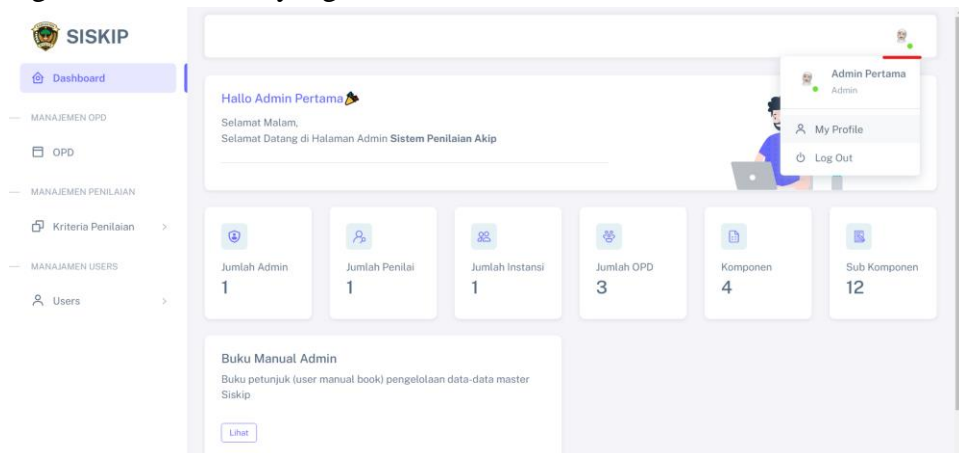 SISKIP
Dashboard
MANAJEMEN OPD
OPD
MANAJEMEN PENILAIAN
Kriteria Penilaian
MANAJAMEN USERS
Users
Admin Pertama
Admin
My Profile
Log Out
Hallo Admin Pertama
Selamat Malam,
Selamat Datang di Halaman Admin Sistem Penilaian Akip
Jumlah Admin
1
Jumlah Penilai
1
Jumlah Instansi
1
Jumlah OPD
3
Komponen
4
Sub Komponen
12
Buku Manual Admin
Buku petunjuk (user manual book) pengelolaan data-data master
Siskip
Lihat